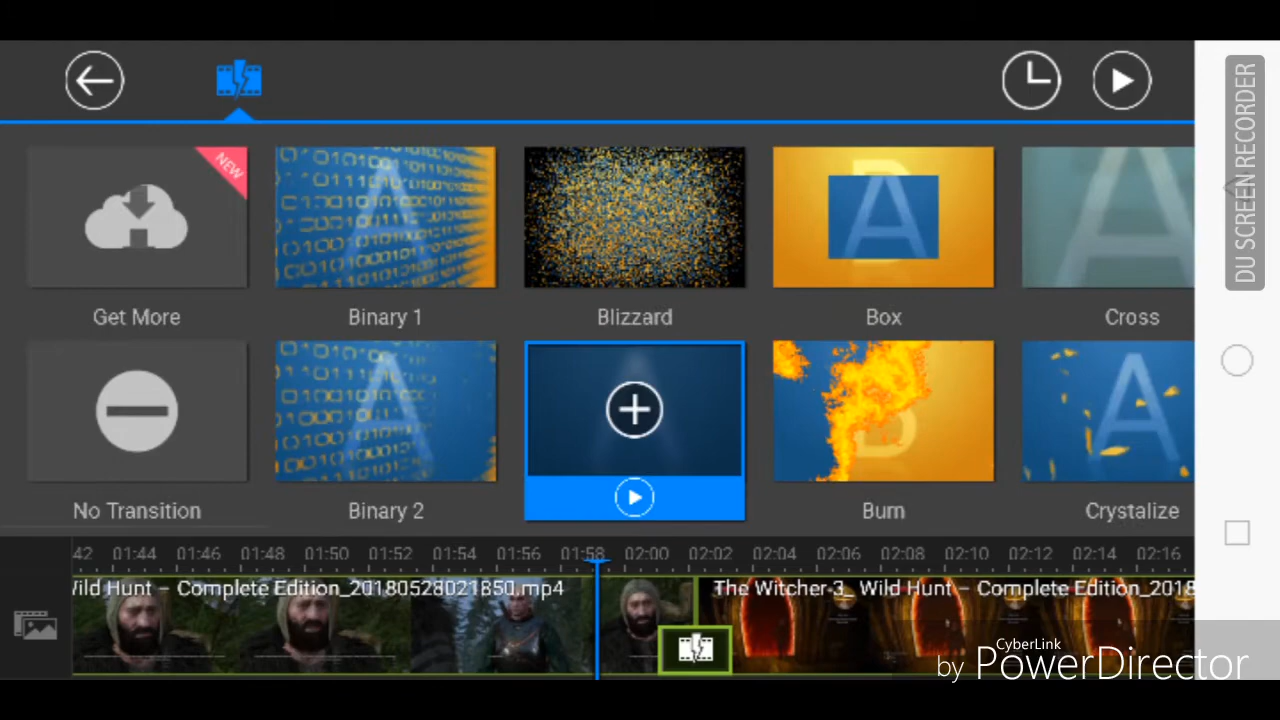 DU SCREEN RECORDER
NEW
Get More
Binary 1
Blizzard
Box
Cross
No Transition
Binary 2
Burn
Crystalize
42 01:44 01:46 01:48 01:50 01:52 01:54 01:56 01:58 02:00 02:02 02:04 02:06 02:08 02:10 02:12 02:14 02:16
Wild Hunt – Complete Edition_20180528021850.mp4
The Witcher-3_ Wild Hunt – Complete Edition_2018
CyberLink
by PowerDirector